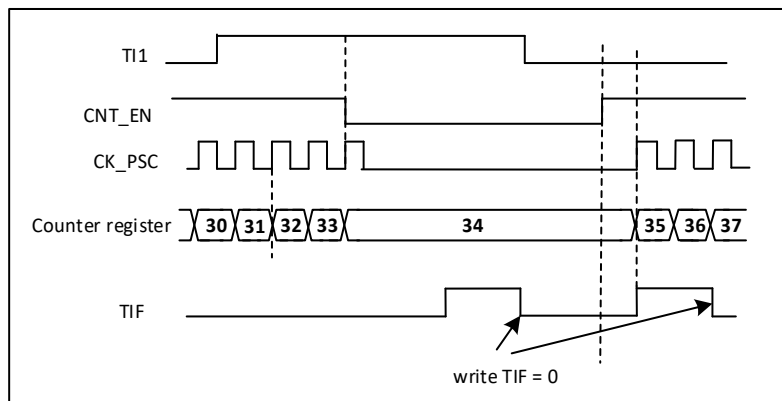 TI1
CNT_EN
CK_PSC
Counter register 30 31 32 33 34 35 36 37
TIF
write TIF = 0